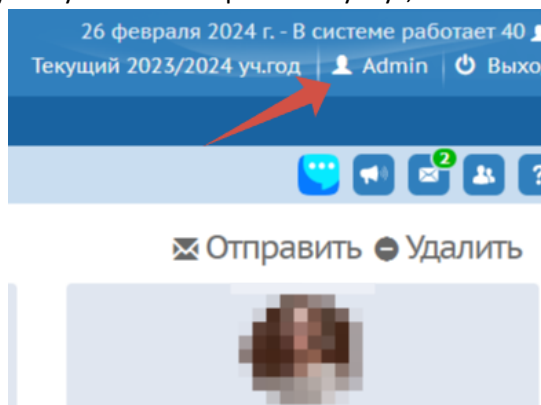 26 февраля 2024 г. - В системе работает 40
Текущий 2023/2024 уч.год Admin Выхо
2
?
Отправить Удалить